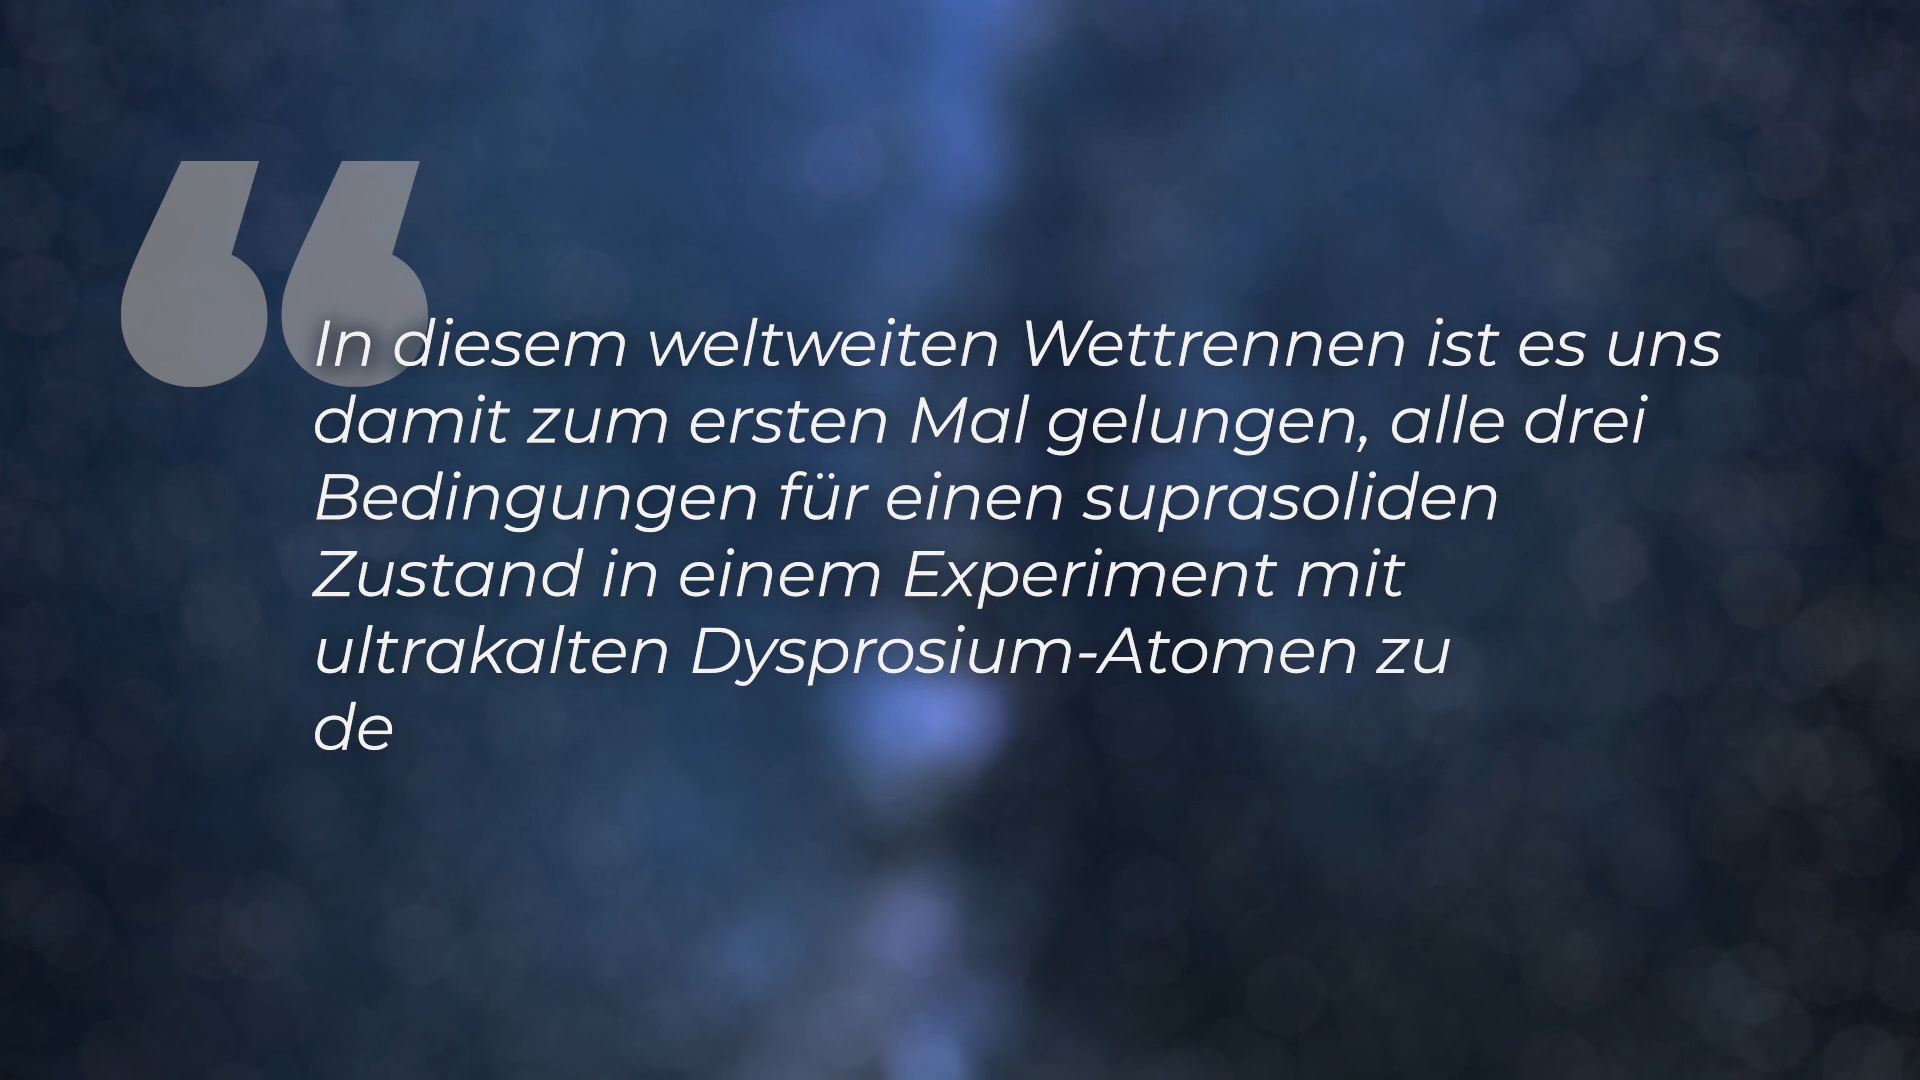 “
In diesem weltweiten Wettrennen ist es uns
damit zum ersten Mal gelungen, alle drei
Bedingungen für einen suprasoliden
Zustand in einem Experiment mit
ultrakalten Dysprosium-Atomen zu
de